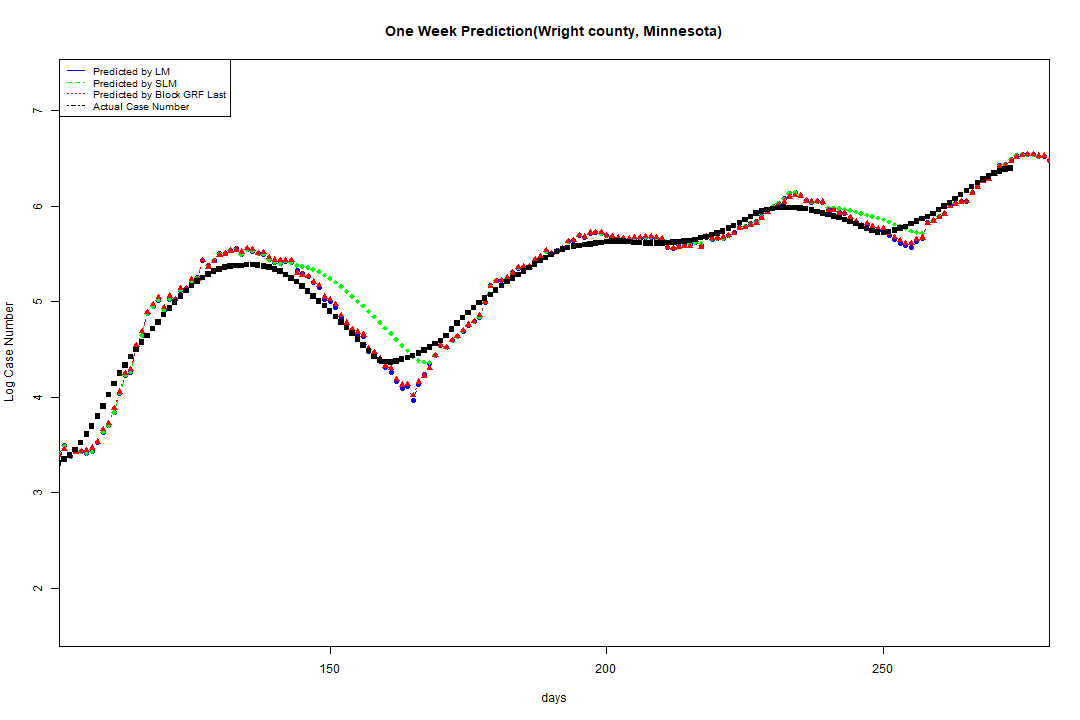 One Week Prediction(Wright county, Minnesota)
Predicted by LM
Predicted by SLM
Predicted by Block GRF Last
Actual Case Number
7
6
5
4
3
2
Log Case Number
150 200 250
days